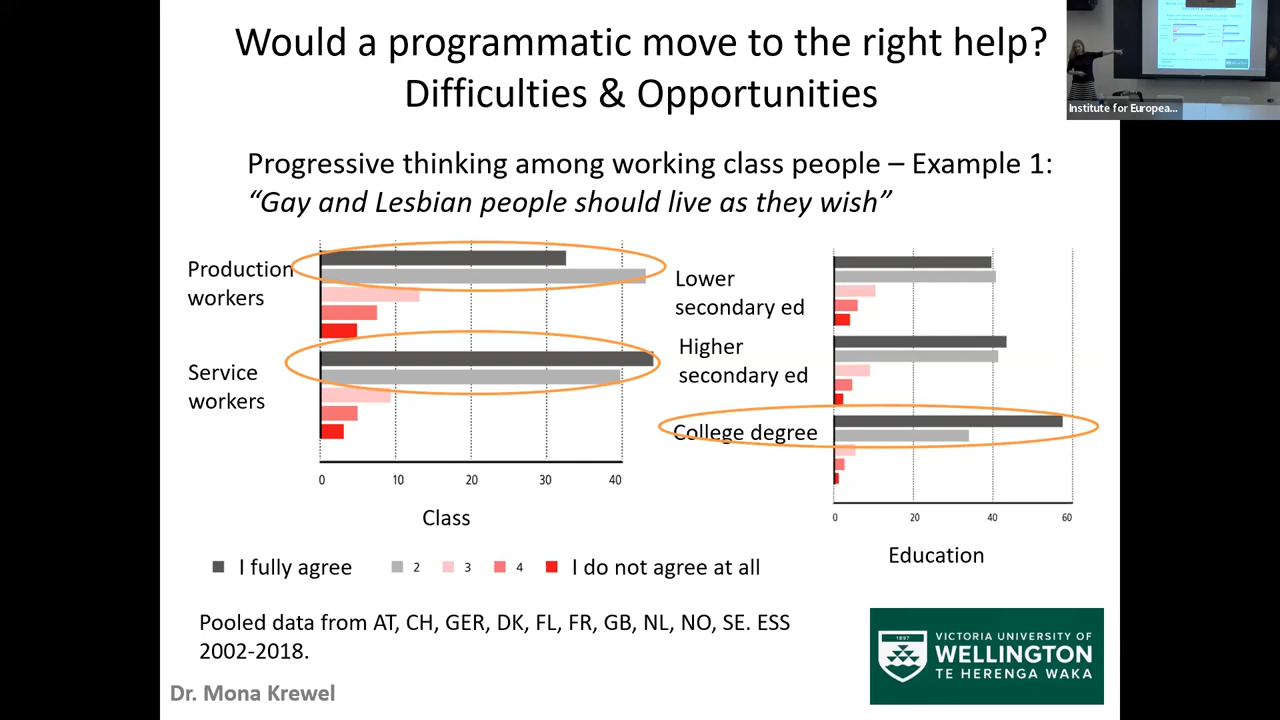 Would a programmatic move to the right help?
Difficulties & Opportunities
Institute for Europea...
Progressive thinking among working class people – Example 1:
“Gay and Lesbian people should live as they wish”
Production
workers
Service
workers
0 10 20 30 40
Class
Lower
secondary ed
Higher
secondary ed
College degree
0 20 40 60
Education
I fully agree 2 3 4 I do not agree at all
Pooled data from AT, CH, GER, DK, FL, FR, GB, NL, NO, SE. ESS
2002-2018.
Dr. Mona Krewel
1897
VICTORIA UNIVERSITY OF
WELLINGTON
TE HERENGA WAKA